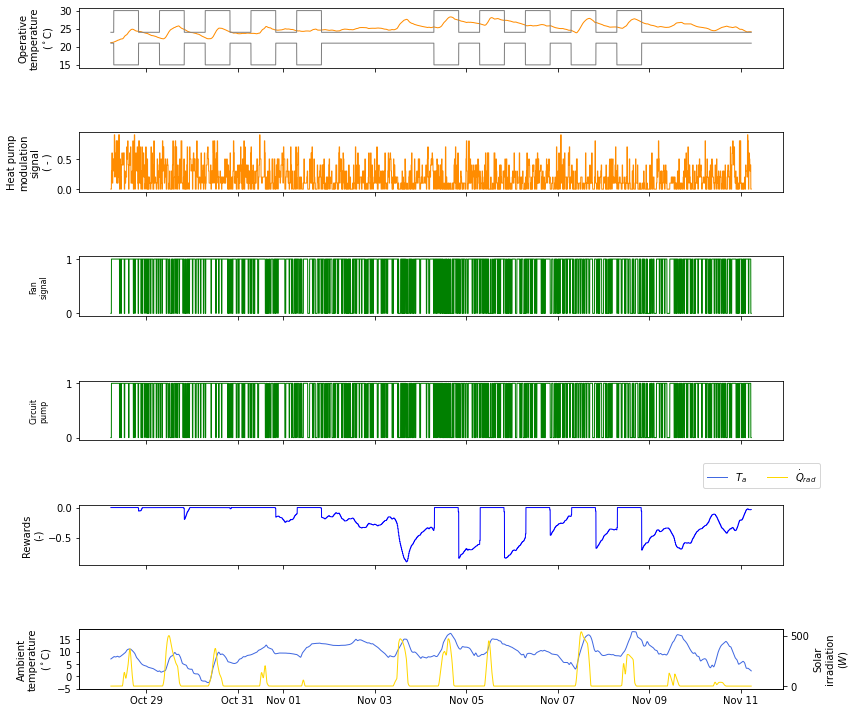 Operative
temperature
(°C)
30
25
20
15
Heat pump
modulation
signal
( - )
0.5
0.0
Fan
signal
1
0
Circuit
pump
1
0
T_a
Q̇_rad
Rewards
(-)
0.0
−0.5
Ambient
temperature
(°C)
15
10
5
0
−5
500
0
Solar
irradiation
(W)
Oct 29
Oct 31
Nov 01
Nov 03
Nov 05
Nov 07
Nov 09
Nov 11